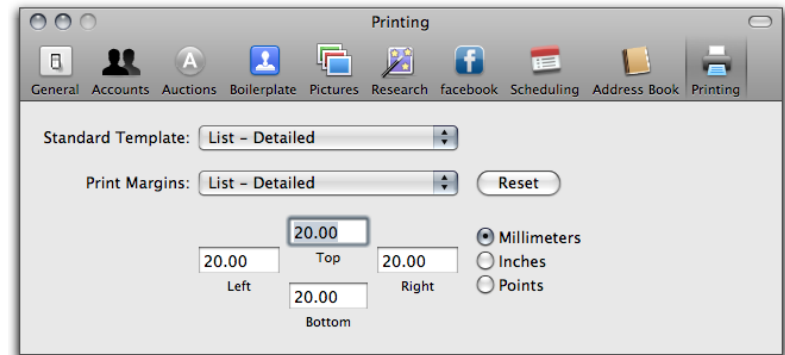 Printing
General Accounts Auctions Boilerplate Pictures Research facebook Scheduling Address Book Printing
Standard Template: List – Detailed
Print Margins: List – Detailed Reset
20.00 Millimeters
Top
20.00 20.00 Inches
Left Right Points
20.00
Bottom